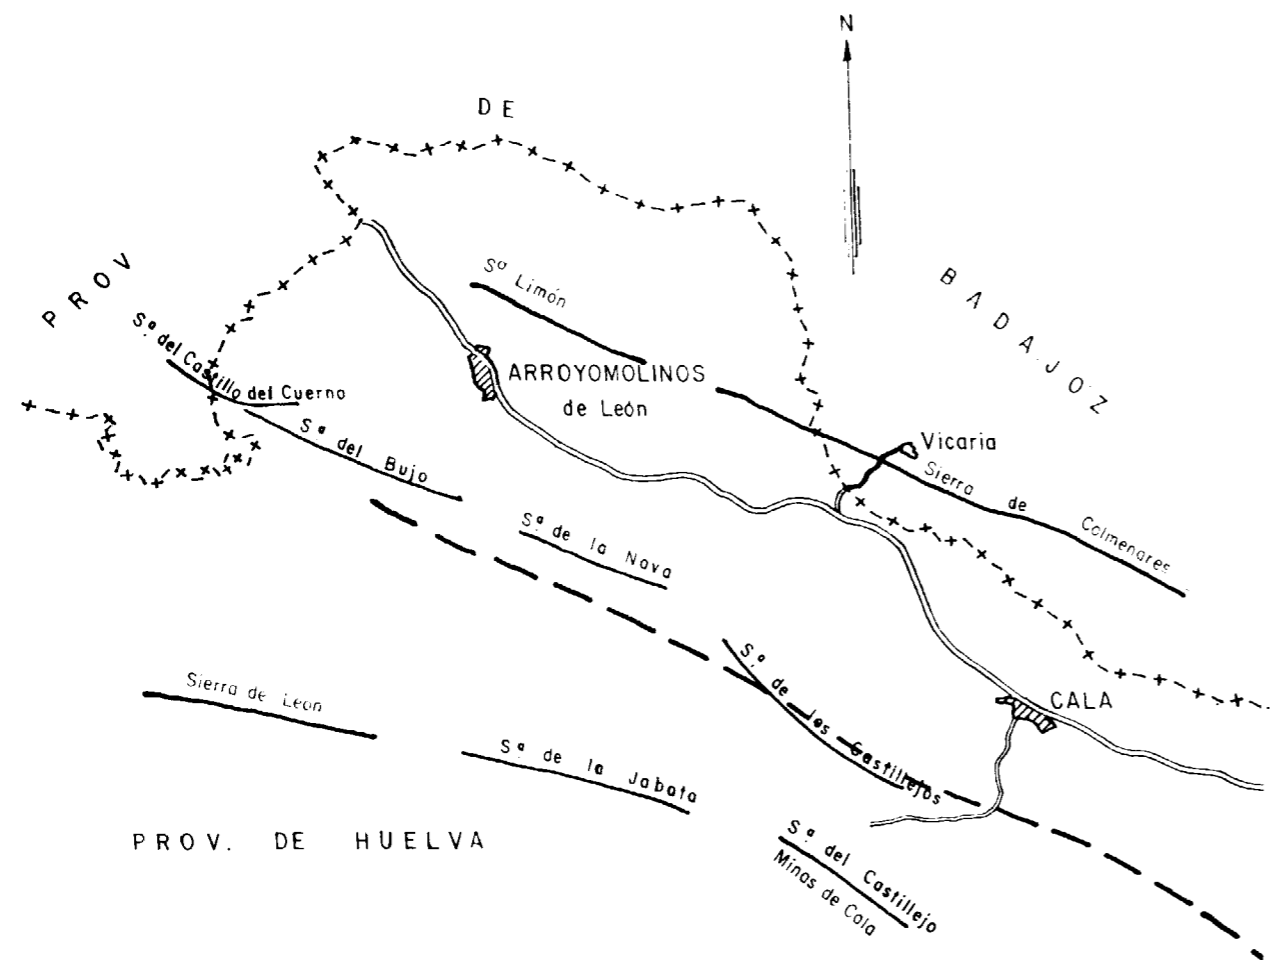 N
DE
PROV
BADAJOZ
Sª Limón
Sª. del Castillo del Cuerno
ARROYOMOLINOS
de León
Sª del Bujo
Vicaria
Sierra de Colmenares
Sª. de la Nava
Sª. de los Castillejos
Sierra de León
CALA
Sª. de la Jabata
PROV. DE HUELVA
Sª. del Castillejo
Minas de Cala